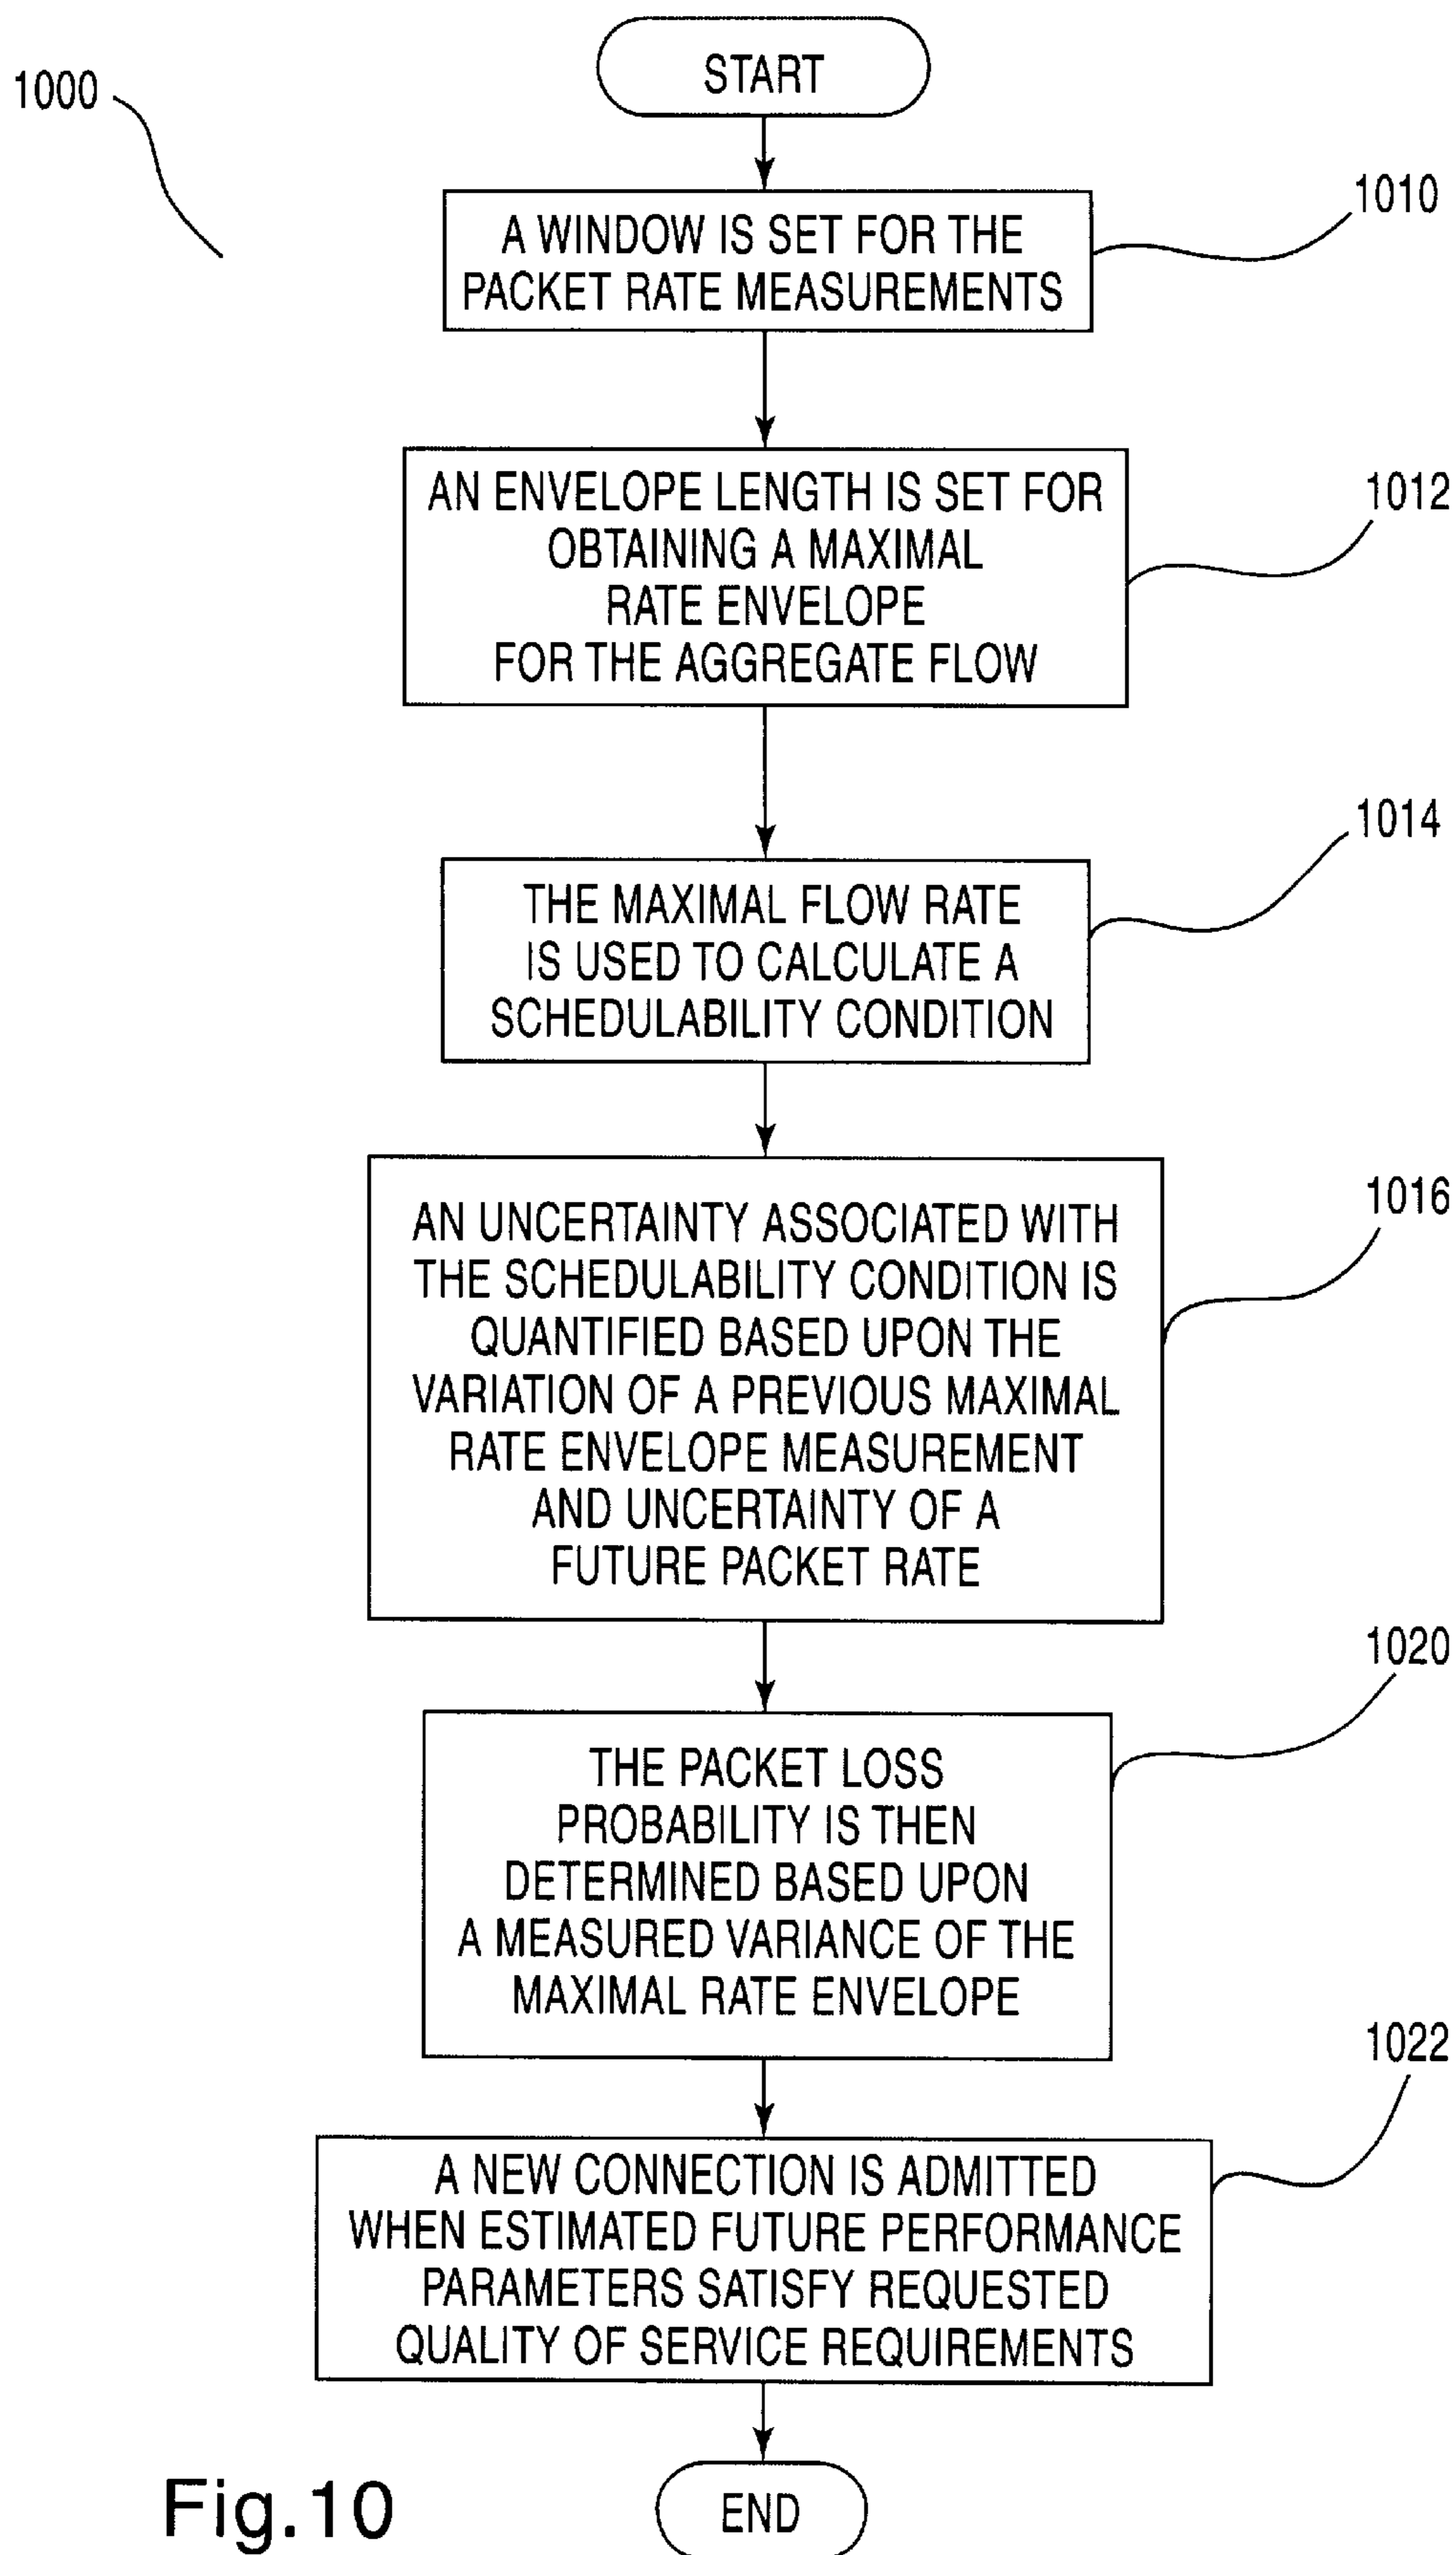 START
1000
1010
A WINDOW IS SET FOR THE
PACKET RATE MEASUREMENTS
1012
AN ENVELOPE LENGTH IS SET FOR
OBTAINING A MAXIMAL
RATE ENVELOPE
FOR THE AGGREGATE FLOW
1014
THE MAXIMAL FLOW RATE
IS USED TO CALCULATE A
SCHEDULABILITY CONDITION
1016
AN UNCERTAINTY ASSOCIATED WITH
THE SCHEDULABILITY CONDITION IS
QUANTIFIED BASED UPON THE
VARIATION OF A PREVIOUS MAXIMAL
RATE ENVELOPE MEASUREMENT
AND UNCERTAINTY OF A
FUTURE PACKET RATE
1020
THE PACKET LOSS
PROBABILITY IS THEN
DETERMINED BASED UPON
A MEASURED VARIANCE OF THE
MAXIMAL RATE ENVELOPE
1022
A NEW CONNECTION IS ADMITTED
WHEN ESTIMATED FUTURE PERFORMANCE
PARAMETERS SATISFY REQUESTED
QUALITY OF SERVICE REQUIREMENTS
END
Fig.10